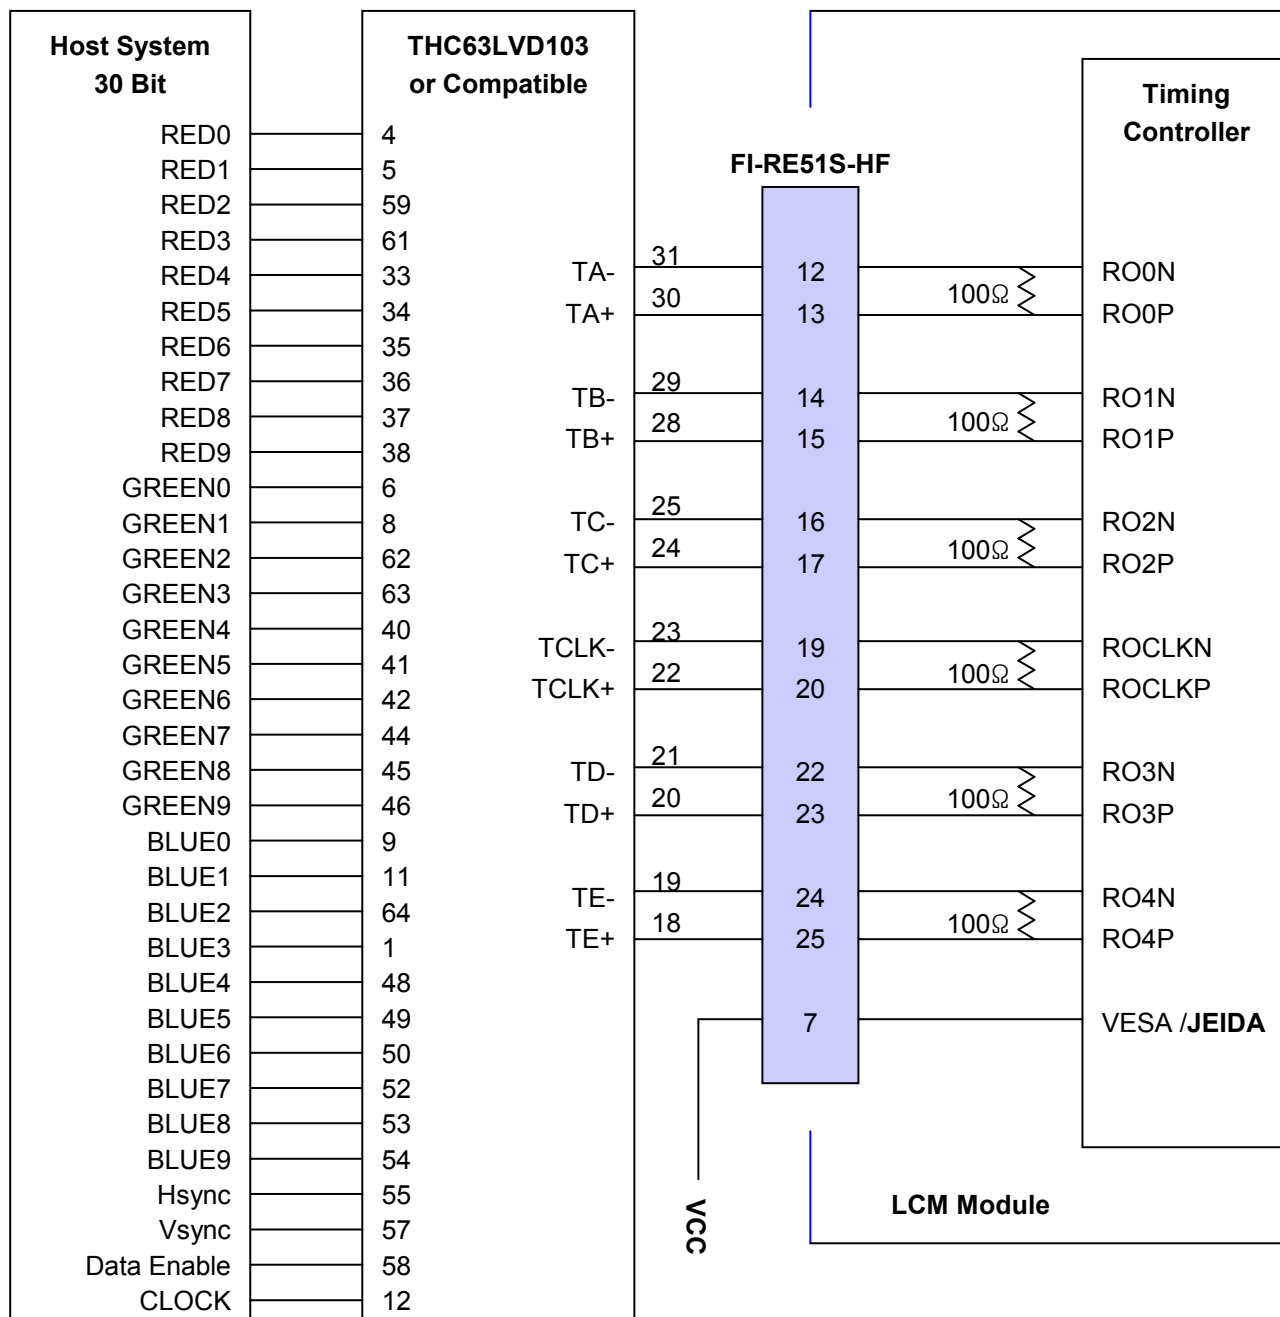 Host System
30 Bit
RED0
RED1
RED2
RED3
RED4
RED5
RED6
RED7
RED8
RED9
GREEN0
GREEN1
GREEN2
GREEN3
GREEN4
GREEN5
GREEN6
GREEN7
GREEN8
GREEN9
BLUE0
BLUE1
BLUE2
BLUE3
BLUE4
BLUE5
BLUE6
BLUE7
BLUE8
BLUE9
Hsync
Vsync
Data Enable
CLOCK
THC63LVD103
or Compatible
4
5
59
61
33
34
35
36
37
38
6
8
62
63
40
41
42
44
45
46
9
11
64
1
48
49
50
52
53
54
55
57
58
12
TA-
TA+
TB-
TB+
TC-
TC+
TCLK-
TCLK+
TD-
TD+
TE-
TE+
31
30
29
28
25
24
23
22
21
20
19
18
VCC
FI-RE51S-HF
12
13
14
15
16
17
19
20
22
23
24
25
7
100Ω
100Ω
100Ω
100Ω
100Ω
100Ω
Timing
Controller
RO0N
RO0P
RO1N
RO1P
RO2N
RO2P
ROCLKN
ROCLKP
RO3N
RO3P
RO4N
RO4P
VESA /JEIDA
LCM Module